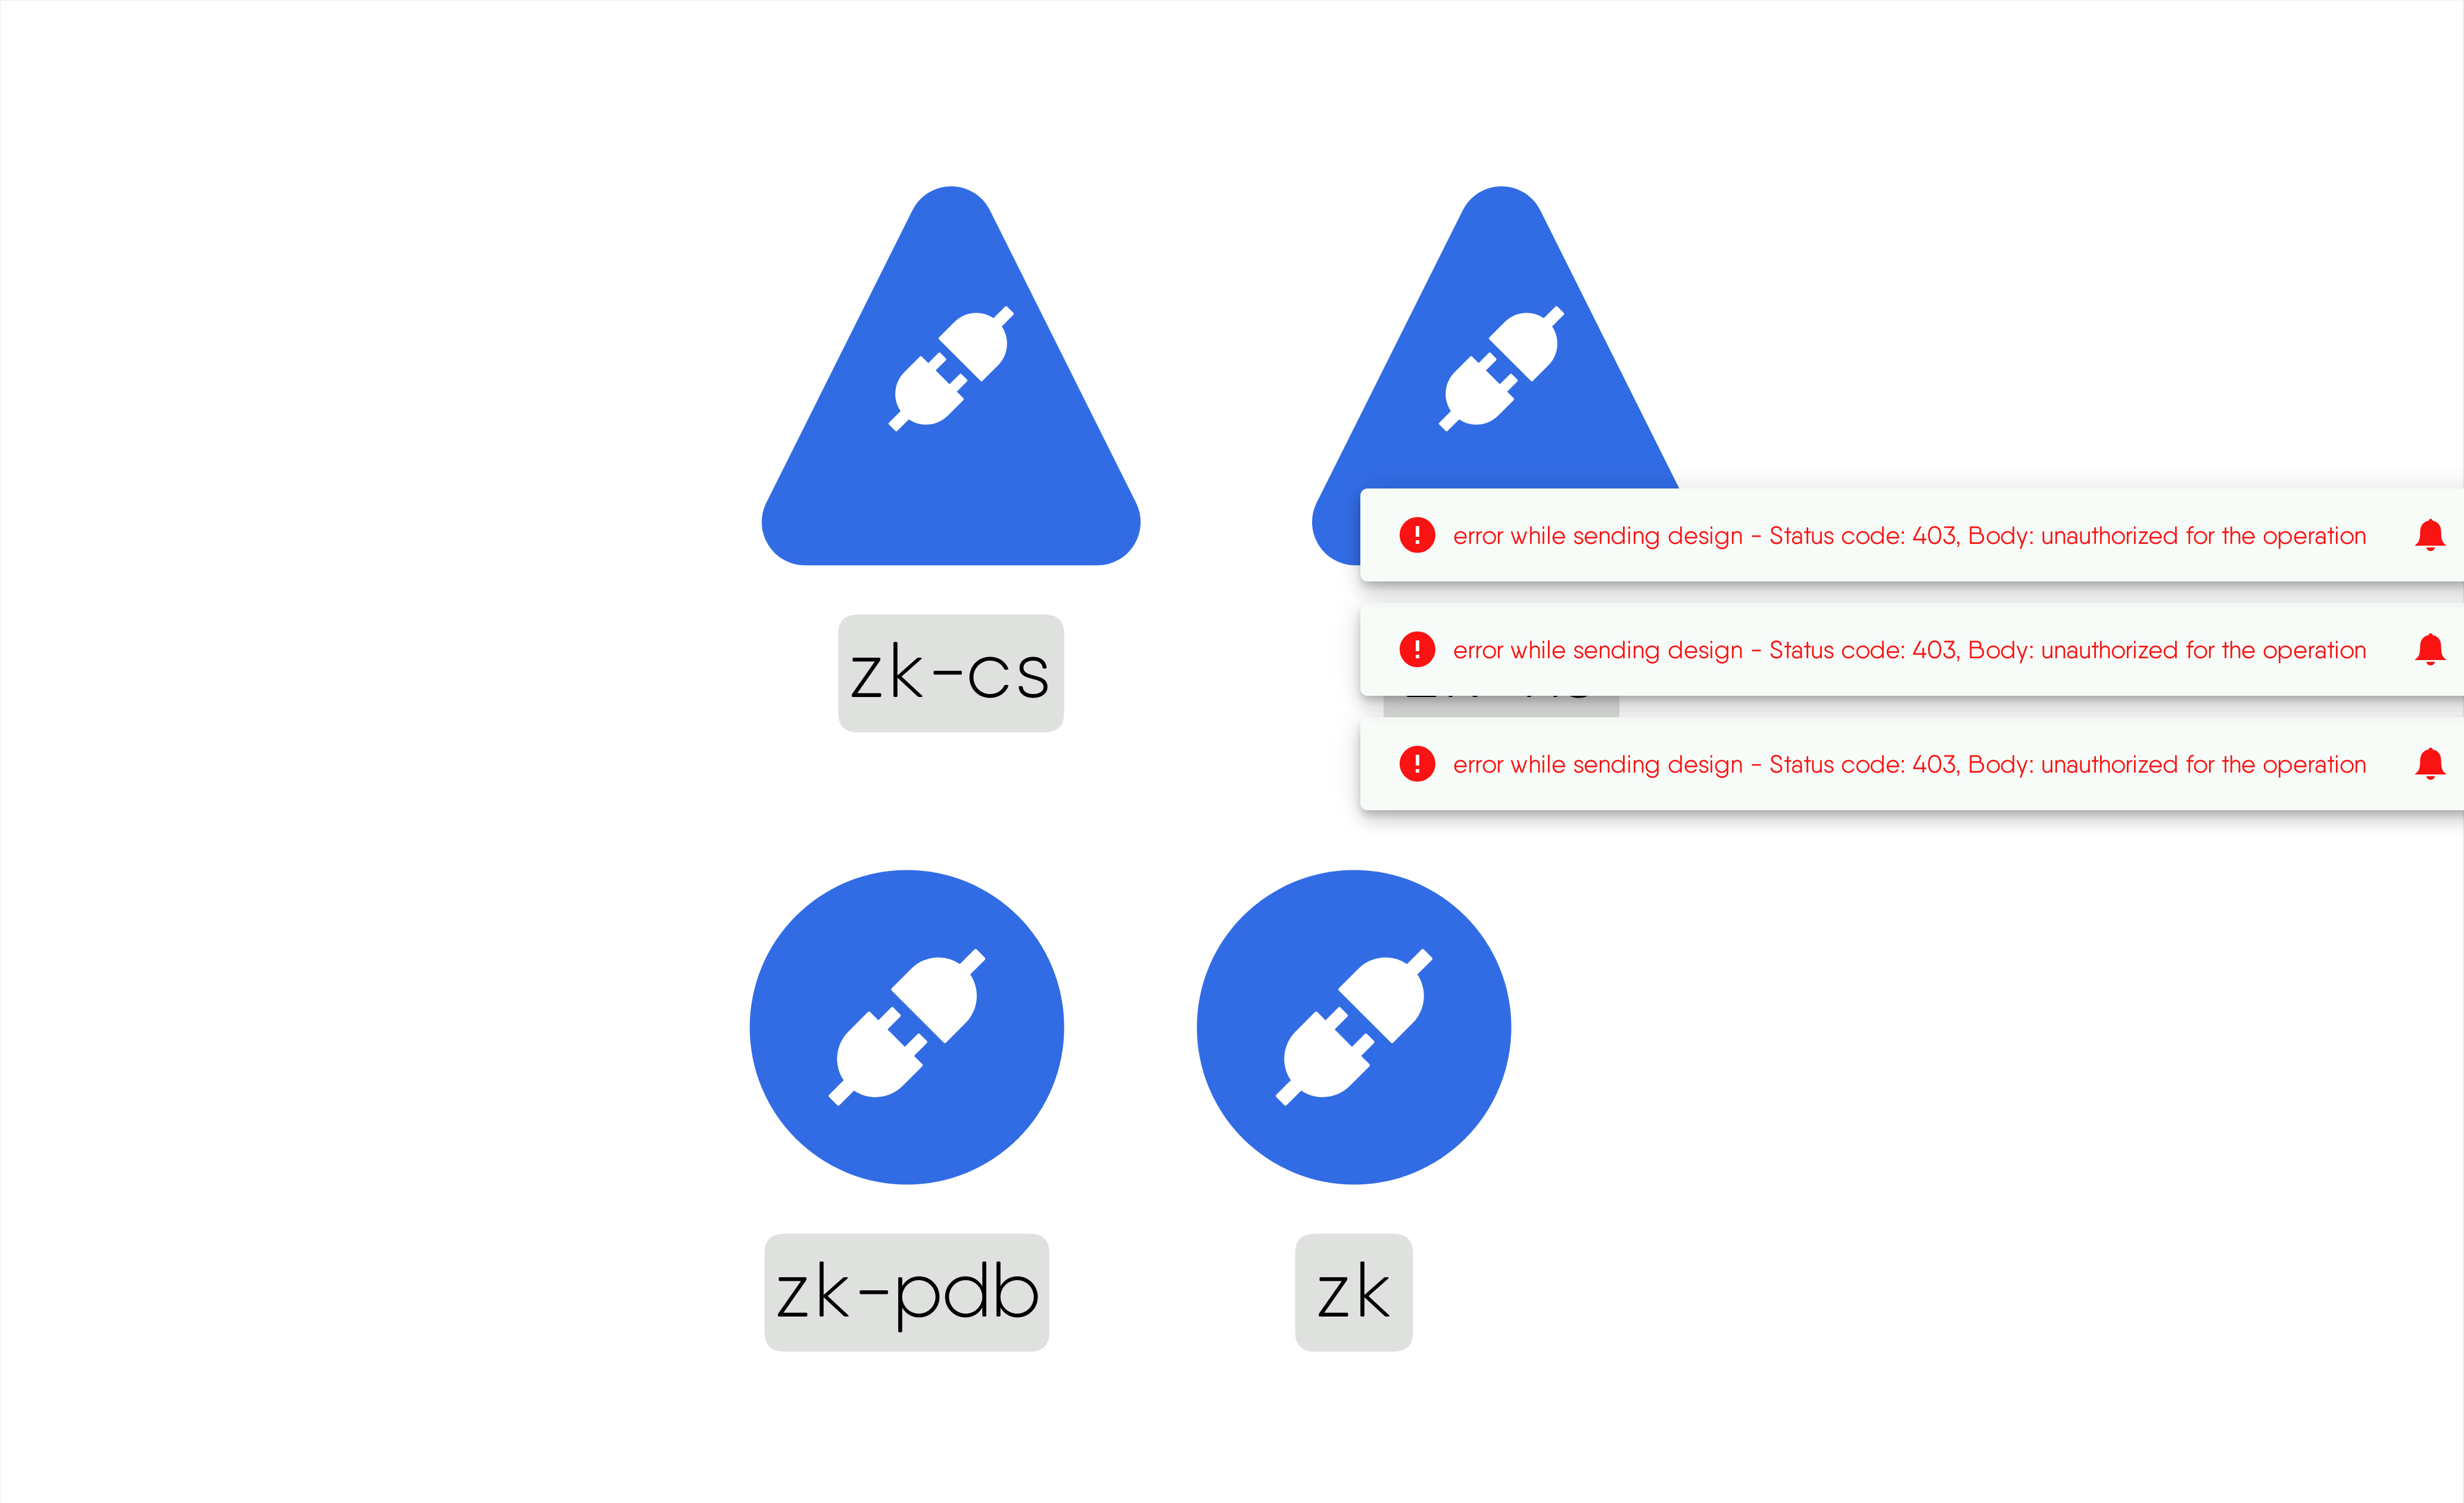 error while sending design - Status code: 403, Body: unauthorized for the operation
error while sending design - Status code: 403, Body: unauthorized for the operation
zk-cs
error while sending design - Status code: 403, Body: unauthorized for the operation
zk-pdb
zk